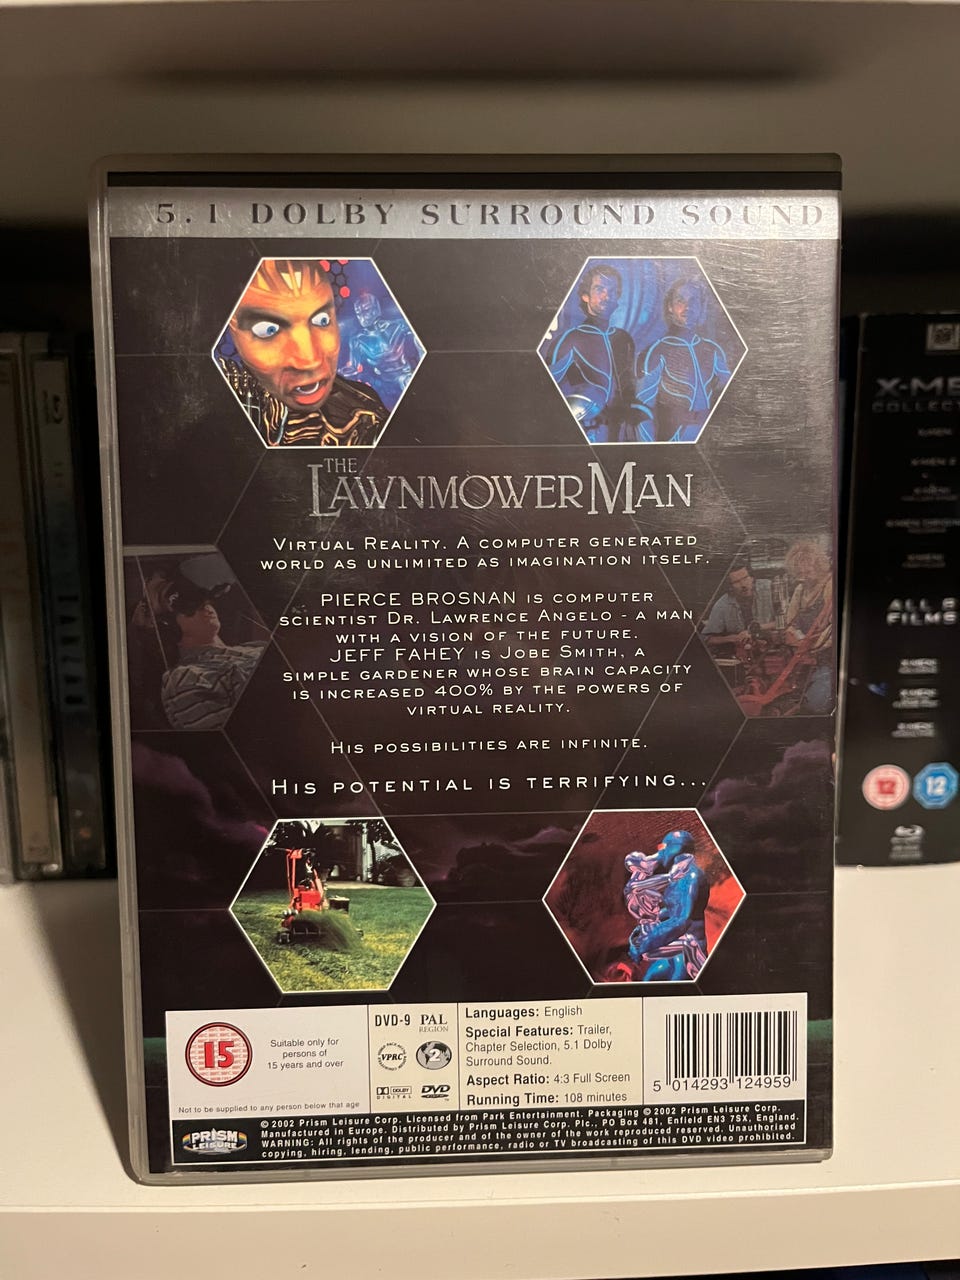 5.1 DOLBY SURROUND SOUND
THE
LAWNMOWER MAN
VIRTUAL REALITY. A COMPUTER GENERATED
WORLD AS UNLIMITED AS IMAGINATION ITSELF.
PIERCE BROSNAN IS COMPUTER
SCIENTIST DR. LAWRENCE ANGELO - A MAN
WITH A VISION OF THE FUTURE.
JEFF FAHEY IS JOBE SMITH, A
SIMPLE GARDENER WHOSE BRAIN CAPACITY
IS INCREASED 400% BY THE POWERS OF
VIRTUAL REALITY.
HIS POSSIBILITIES ARE INFINITE.
HIS POTENTIAL IS TERRIFYING...
15
Suitable only for
persons of
15 years and over
Not to be supplied to any person below that age
DVD-9 PAL
REGION
VPRC
2
DOLBY
DIGITAL
DVD
Languages: English
Special Features: Trailer,
Chapter Selection, 5.1 Dolby
Surround Sound.
Aspect Ratio: 4:3 Full Screen
Running Time: 108 minutes
5 014293 124959
PRISM
LEISURE
© 2002 Prism Leisure Corp. Licensed from Park Entertainment. Packaging © 2002 Prism Leisure Corp.
Manufactured in Europe. Distributed by Prism Leisure Corp. Plc., PO Box 481, Enfield EN3 7SX, England.
WARNING: All rights of the producer and of the owner of the work reproduced reserved. Unauthorised
copying, hiring, lending, public performance, radio or TV broadcasting of this DVD video prohibited.
X-ME
COLLECT
ALL
FILMS
12
12